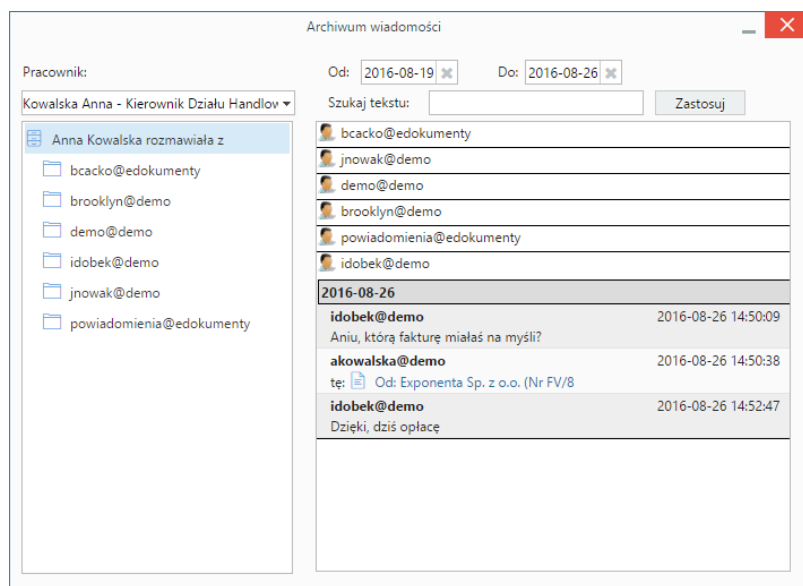 Archiwum wiadomości
Pracownik:
Od: 2016-08-19 Do: 2016-08-26
Kowalska Anna - Kierownik Działu Handlov
Szukaj tekstu: Zastosuj
Anna Kowalska rozmawiała z
bcacko@edokumenty
brooklyn@demo
demo@demo
idobek@demo
jnowak@demo
powiadomienia@edokumenty
bcacko@edokumenty
jnowak@demo
demo@demo
brooklyn@demo
powiadomienia@edokumenty
idobek@demo
2016-08-26
idobek@demo 2016-08-26 14:50:09
Aniu, którą fakturę miałaś na myśli?
akowalska@demo 2016-08-26 14:50:38
tę: Od: Exponenta Sp. z o.o. (Nr FV/8
idobek@demo 2016-08-26 14:52:47
Dzięki, dziś opłacę